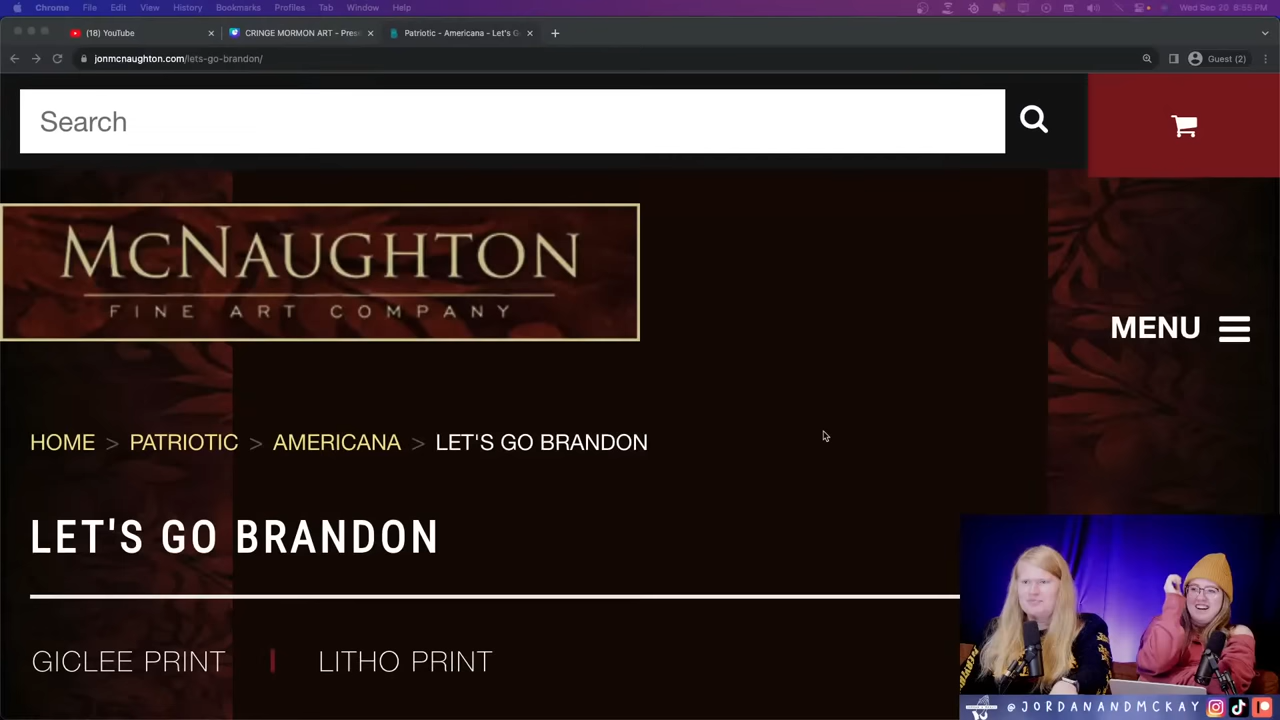 Chrome File Edit View History Bookmarks Profiles Tab Window Help Wed Sep 20 8:55 PM
(18) YouTube CRINGE MORMON ART - Pres Patriotic - Americana - Let's G
jonmcnaughton.com/lets-go-brandon/ Guest (2)
Search
MCNAUGHTON
FINE ART COMPANY
MENU
HOME > PATRIOTIC > AMERICANA > LET'S GO BRANDON
LET'S GO BRANDON
GICLEE PRINT | LITHO PRINT
@JORDANANDMCKAY